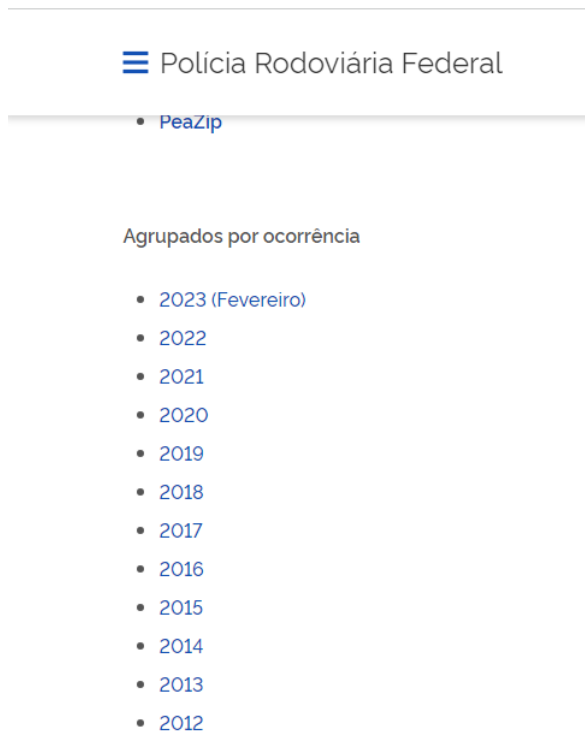 Polícia Rodoviária Federal
PeaZip
Agrupados por ocorrência
2023 (Fevereiro)
2022
2021
2020
2019
2018
2017
2016
2015
2014
2013
2012